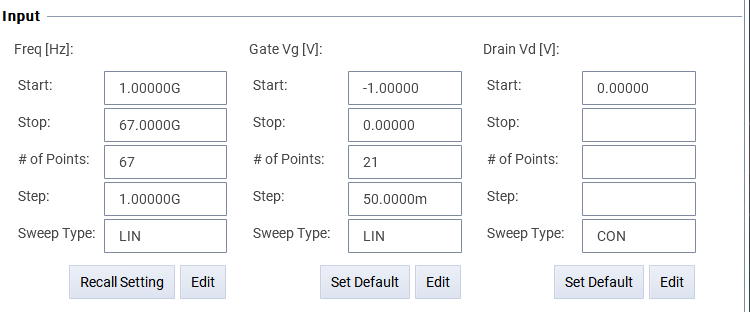 Input
Freq [Hz]: Gate Vg [V]: Drain Vd [V]:
Start: 1.00000G Start: -1.00000 Start: 0.00000
Stop: 67.0000G Stop: 0.00000 Stop:
# of Points: 67 # of Points: 21 # of Points:
Step: 1.00000G Step: 50.0000m Step:
Sweep Type: LIN Sweep Type: LIN Sweep Type: CON
Recall Setting Edit Set Default Edit Set Default Edit